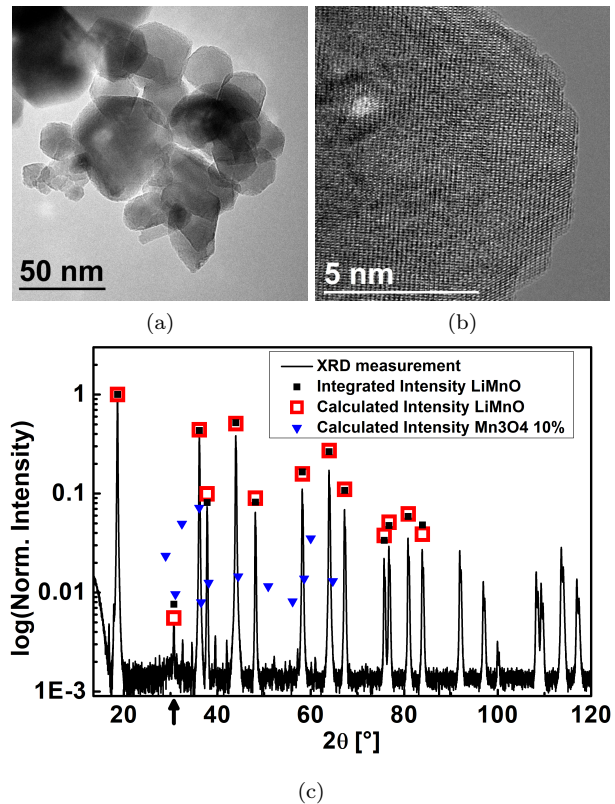 50 nm
5 nm
(a)
(b)
XRD measurement
Integrated Intensity LiMnO
Calculated Intensity LiMnO
Calculated Intensity Mn3O4 10%
log(Norm. Intensity)
1
0.1
0.01
1E-3
20 40 60 80 100 120
2θ [°]
(c)